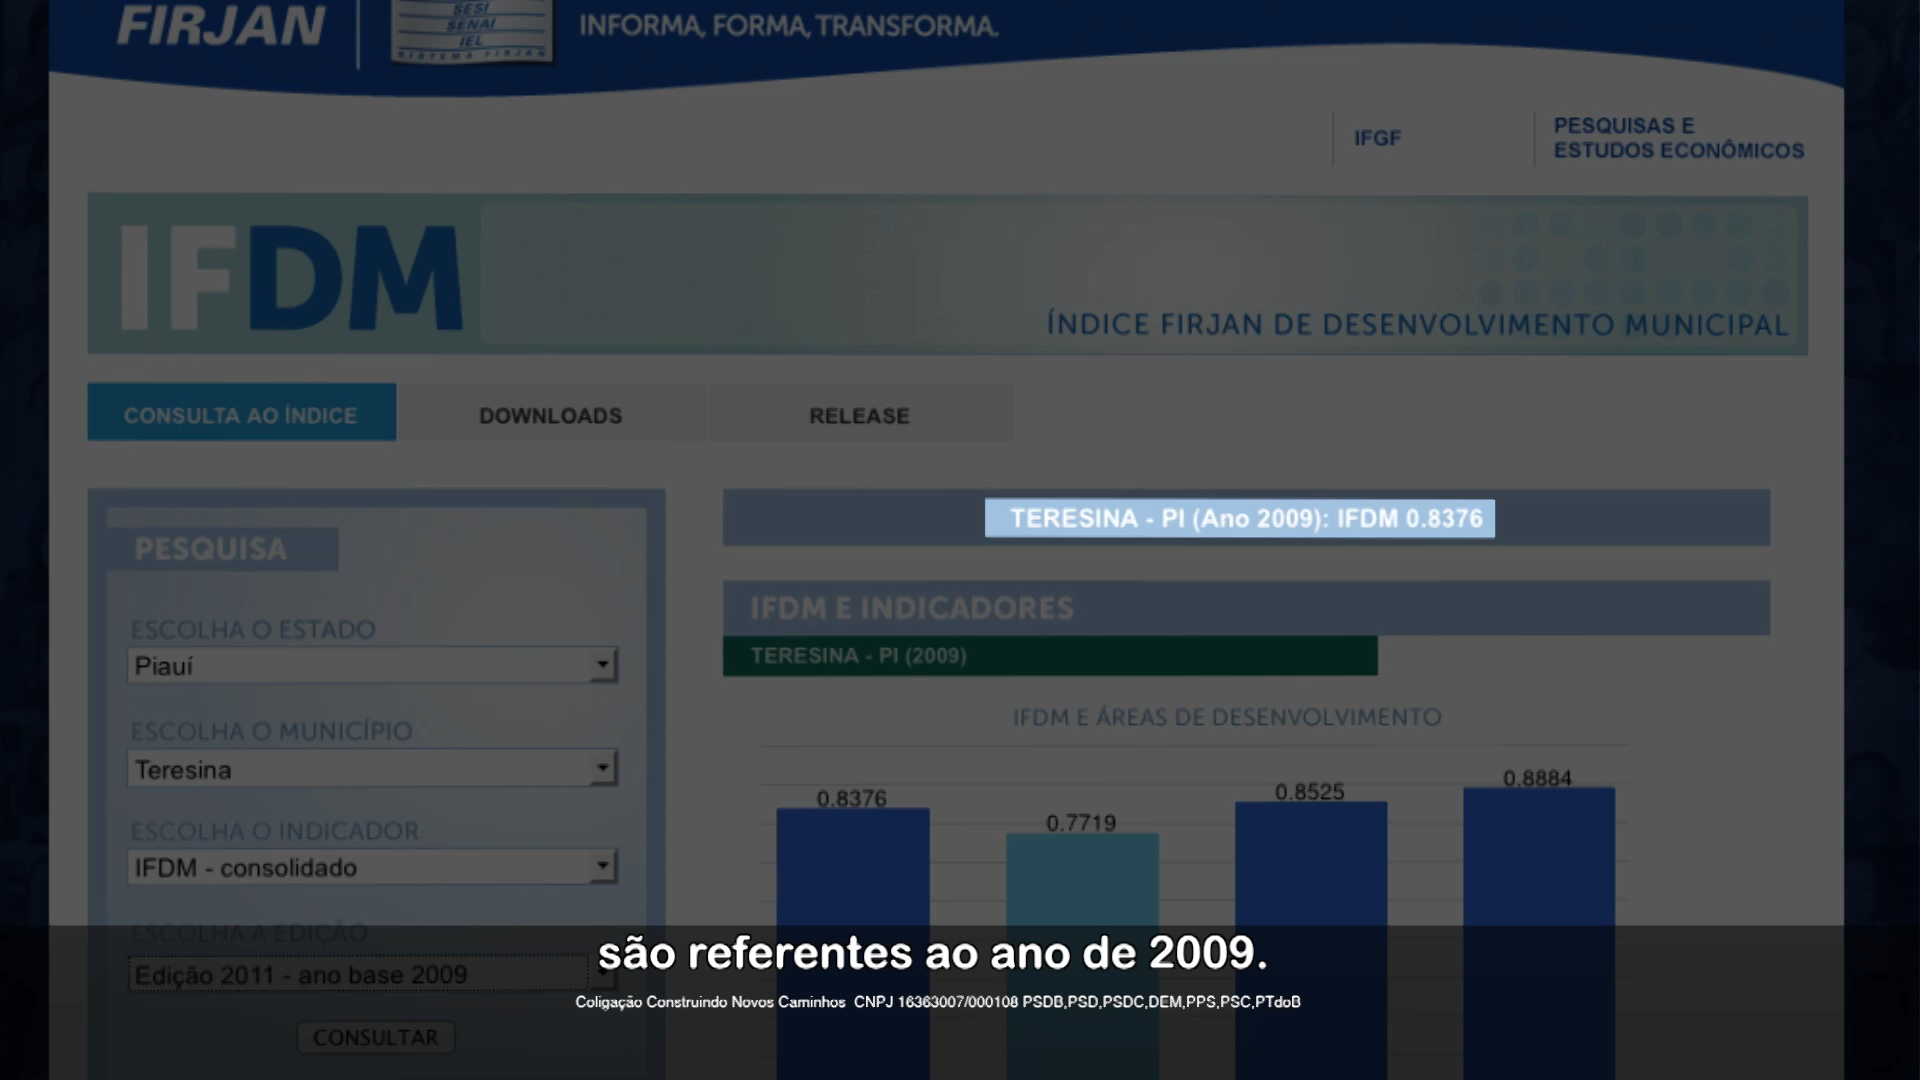 FIRJAN
SESI
SENAI
IEL
SISTEMA FIRJAN
INFORMA, FORMA, TRANSFORMA.
IFGF
PESQUISAS E
ESTUDOS ECONÔMICOS
IFDM
ÍNDICE FIRJAN DE DESENVOLVIMENTO MUNICIPAL
CONSULTA AO ÍNDICE
DOWNLOADS
RELEASE
TERESINA - PI (Ano 2009): IFDM 0.8376
PESQUISA
ESCOLHA O ESTADO
Piauí
ESCOLHA O MUNICÍPIO
Teresina
ESCOLHA O INDICADOR
IFDM - consolidado
ESCOLHA A EDIÇÃO
Edição 2011 - ano base 2009
CONSULTAR
IFDM E INDICADORES
TERESINA - PI (2009)
IFDM E ÁREAS DE DESENVOLVIMENTO
0.8376
0.7719
0.8525
0.8884
são referentes ao ano de 2009.
Coligação Construindo Novos Caminhos CNPJ 16363007/000108 PSDB,PSD,PSDC,DEM,PPS,PSC,PTdoB